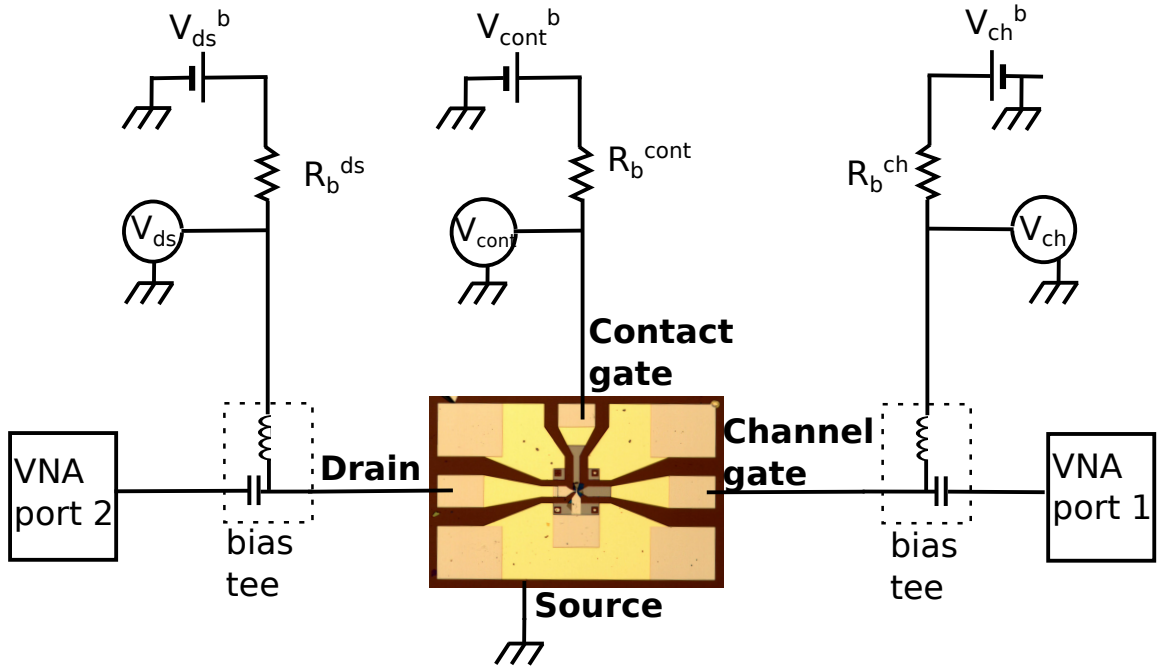 V_ds^b
V_cont^b
V_ch^b
R_b^ds
R_b^cont
R_b^ch
V_ds
V_cont
V_ch
Contact
gate
Channel
gate
Drain
VNA
port 2
VNA
port 1
bias
tee
bias
tee
Source